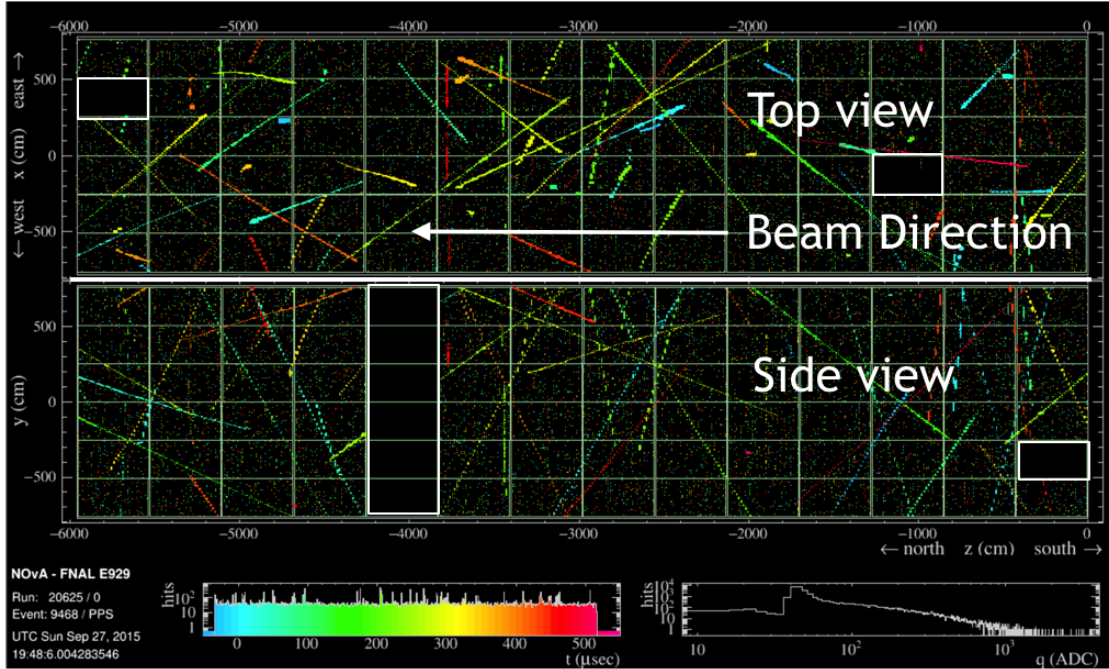 −6000 −5000 −4000 −3000 −2000 −1000 0
← west x (cm) east →
500
0
−500
Top view
Beam Direction
y (cm)
500
0
−500
Side view
−6000 −5000 −4000 −3000 −2000 −1000 0
← north z (cm) south →
NOvA - FNAL E929
Run: 20625 / 0
Event: 9468 / PPS
UTC Sun Sep 27, 2015
19:48:6.004283546
hits
10²
10
1
0 100 200 300 400 500
t (μsec)
hits
10⁴
10³
10²
10
1
10 10² 10³
q (ADC)